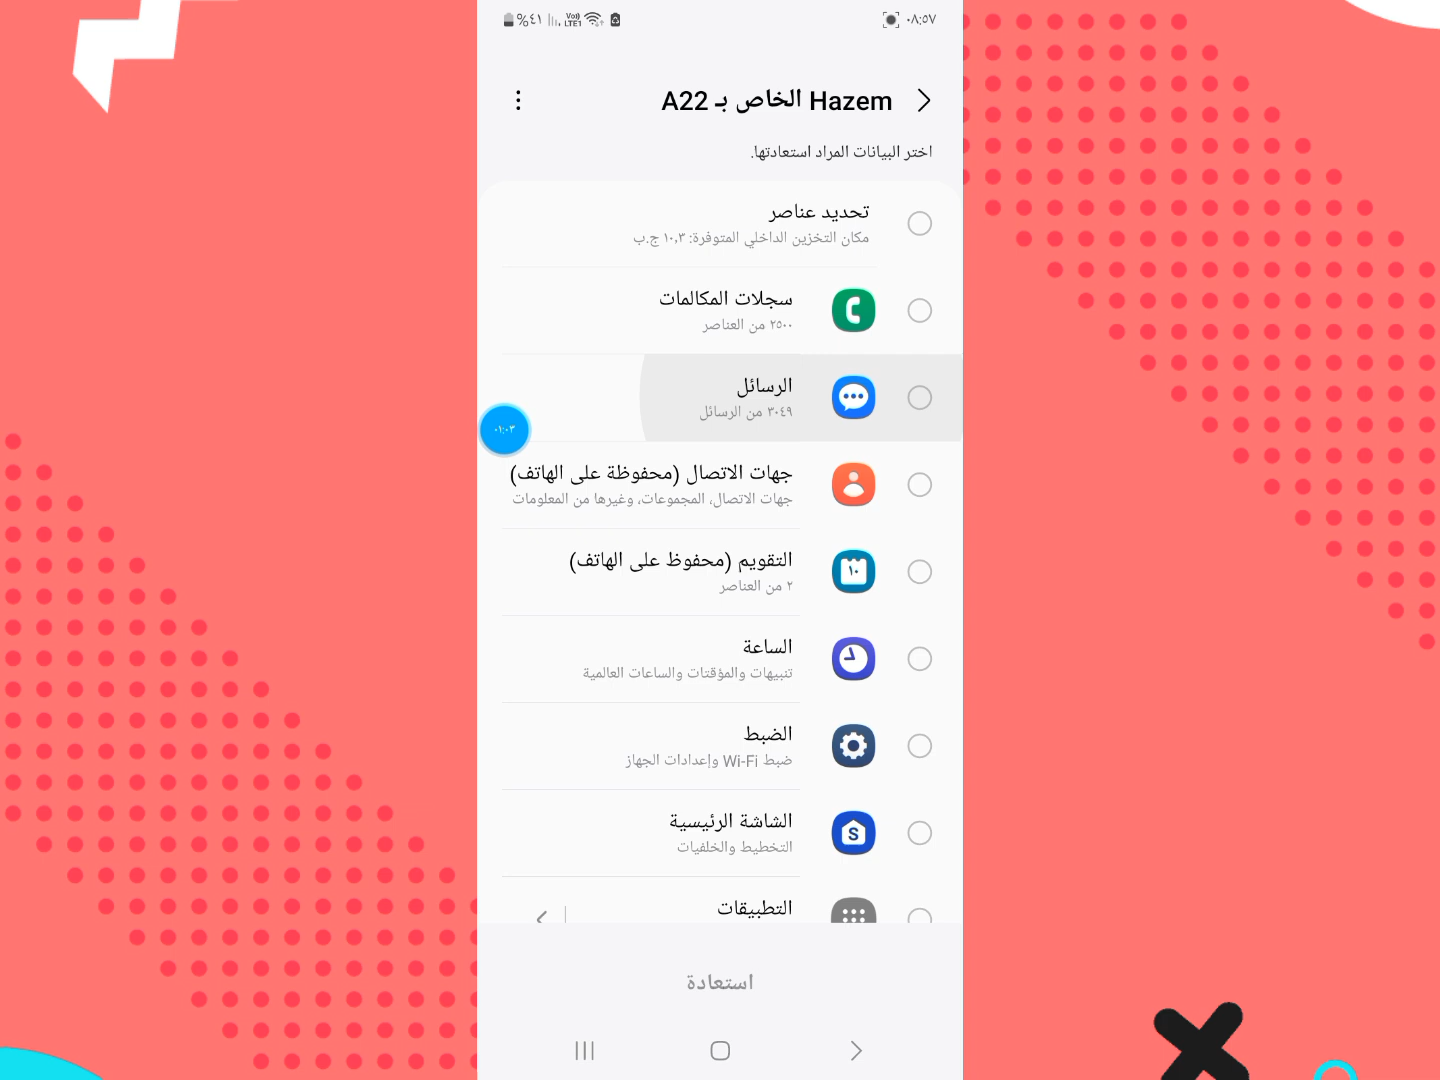 ٠٨:٥٧
%٤١
Vo))
LTE1
A22 الخاص بـ Hazem
اختر البيانات المراد استعادتها.
تحديد عناصر
مكان التخزين الداخلي المتوفرة: ١٠,٣ ج.ب
سجلات المكالمات
٢٥٠٠ من العناصر
الرسائل
٣٠٤٩ من الرسائل
٠١:٠٣
جهات الاتصال (محفوظة على الهاتف)
جهات الاتصال، المجموعات، وغيرها من المعلومات
التقويم (محفوظ على الهاتف)
١٠
٢ من العناصر
الساعة
تنبيهات والمؤقتات والساعات العالمية
الضبط
ضبط Wi-Fi وإعدادات الجهاز
الشاشة الرئيسية
S
التخطيط والخلفيات
التطبيقات
استعادة